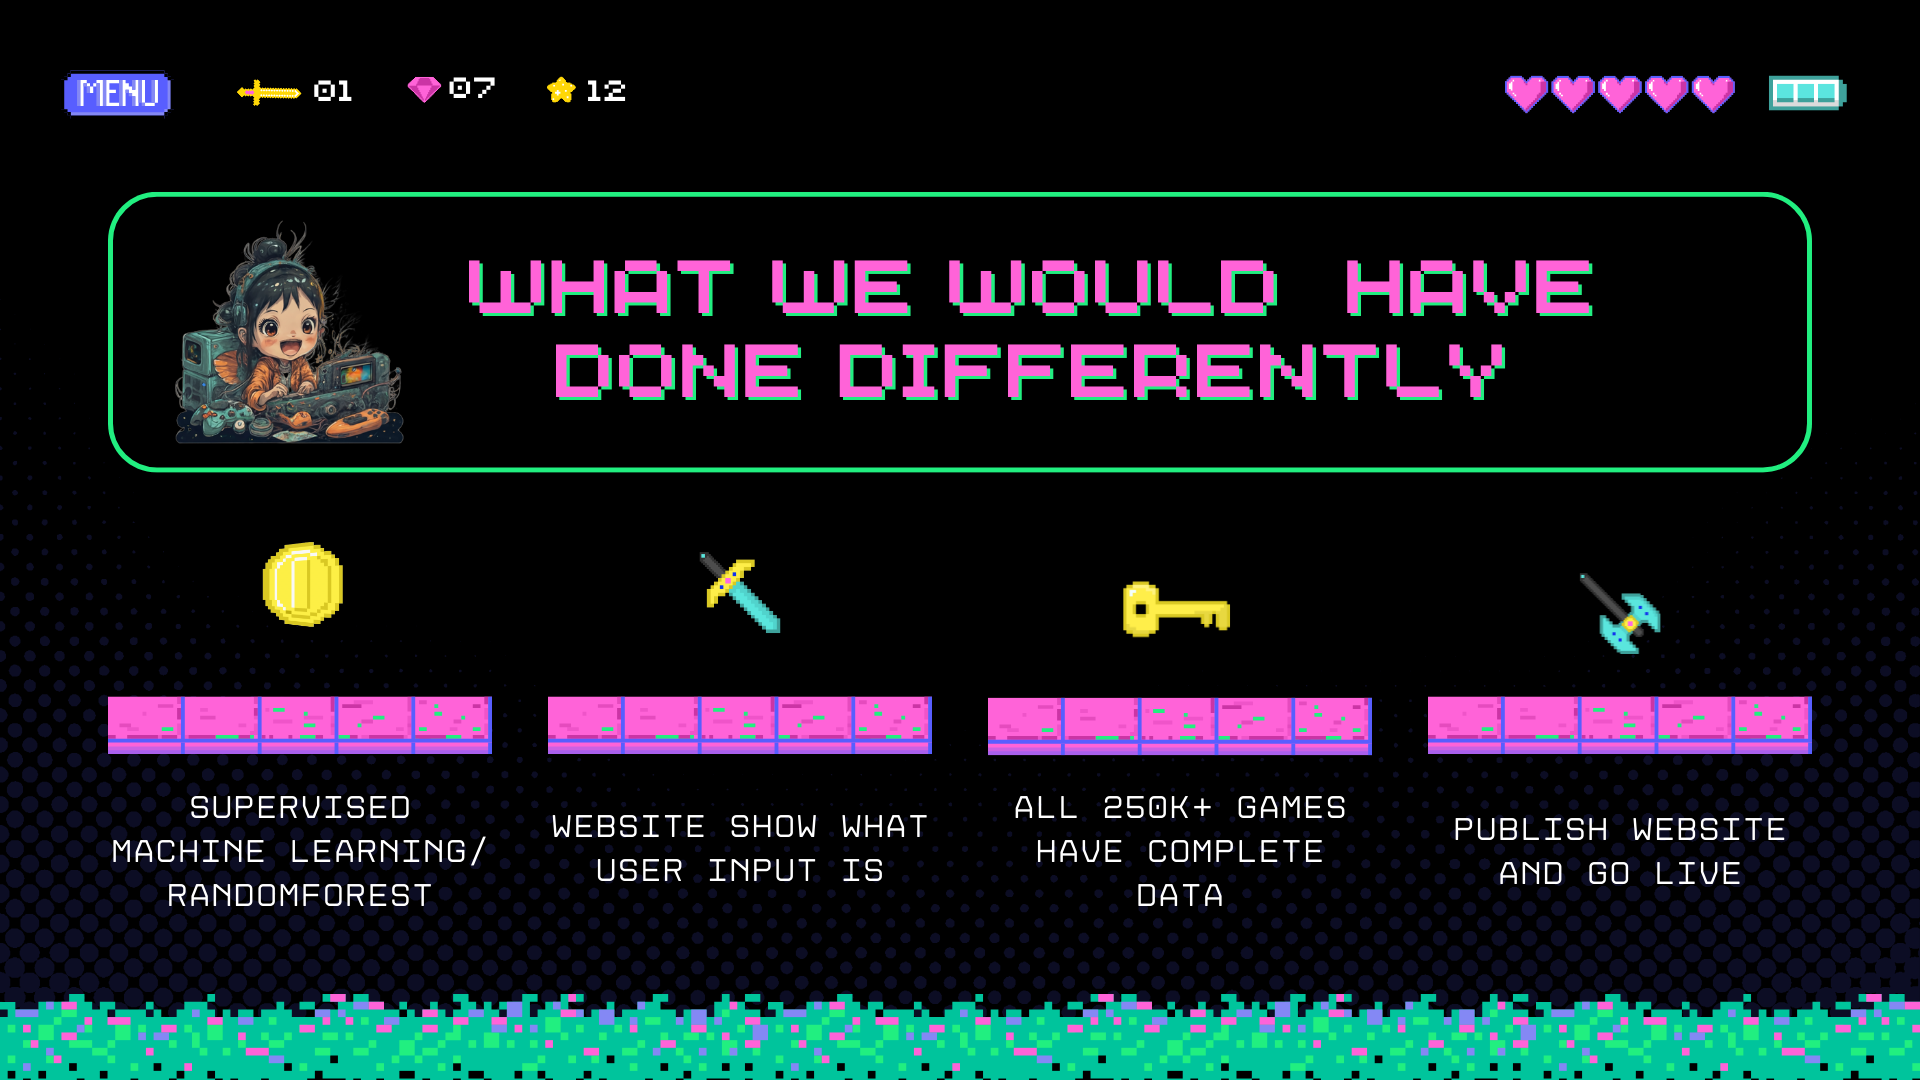 MENU
01
07
12
WHAT WE WOULD HAVE
DONE DIFFERENTLY
SUPERVISED
MACHINE LEARNING/
RANDOMFOREST
WEBSITE SHOW WHAT
USER INPUT IS
ALL 250K+ GAMES
HAVE COMPLETE
DATA
PUBLISH WEBSITE
AND GO LIVE